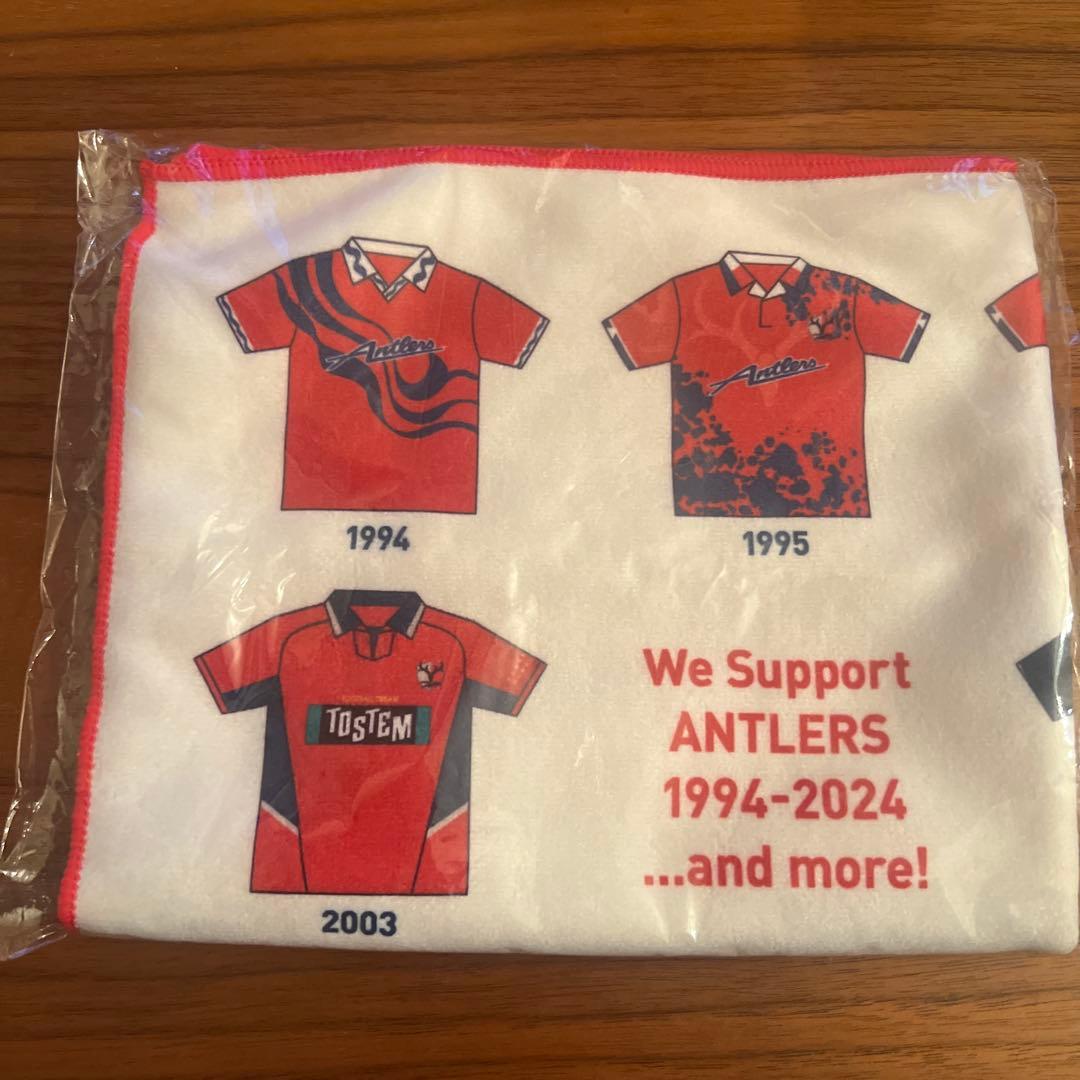 Antlers
Antlers
1994
1995
TOSTEM
2003
We Support
ANTLERS
1994-2024
...and more!